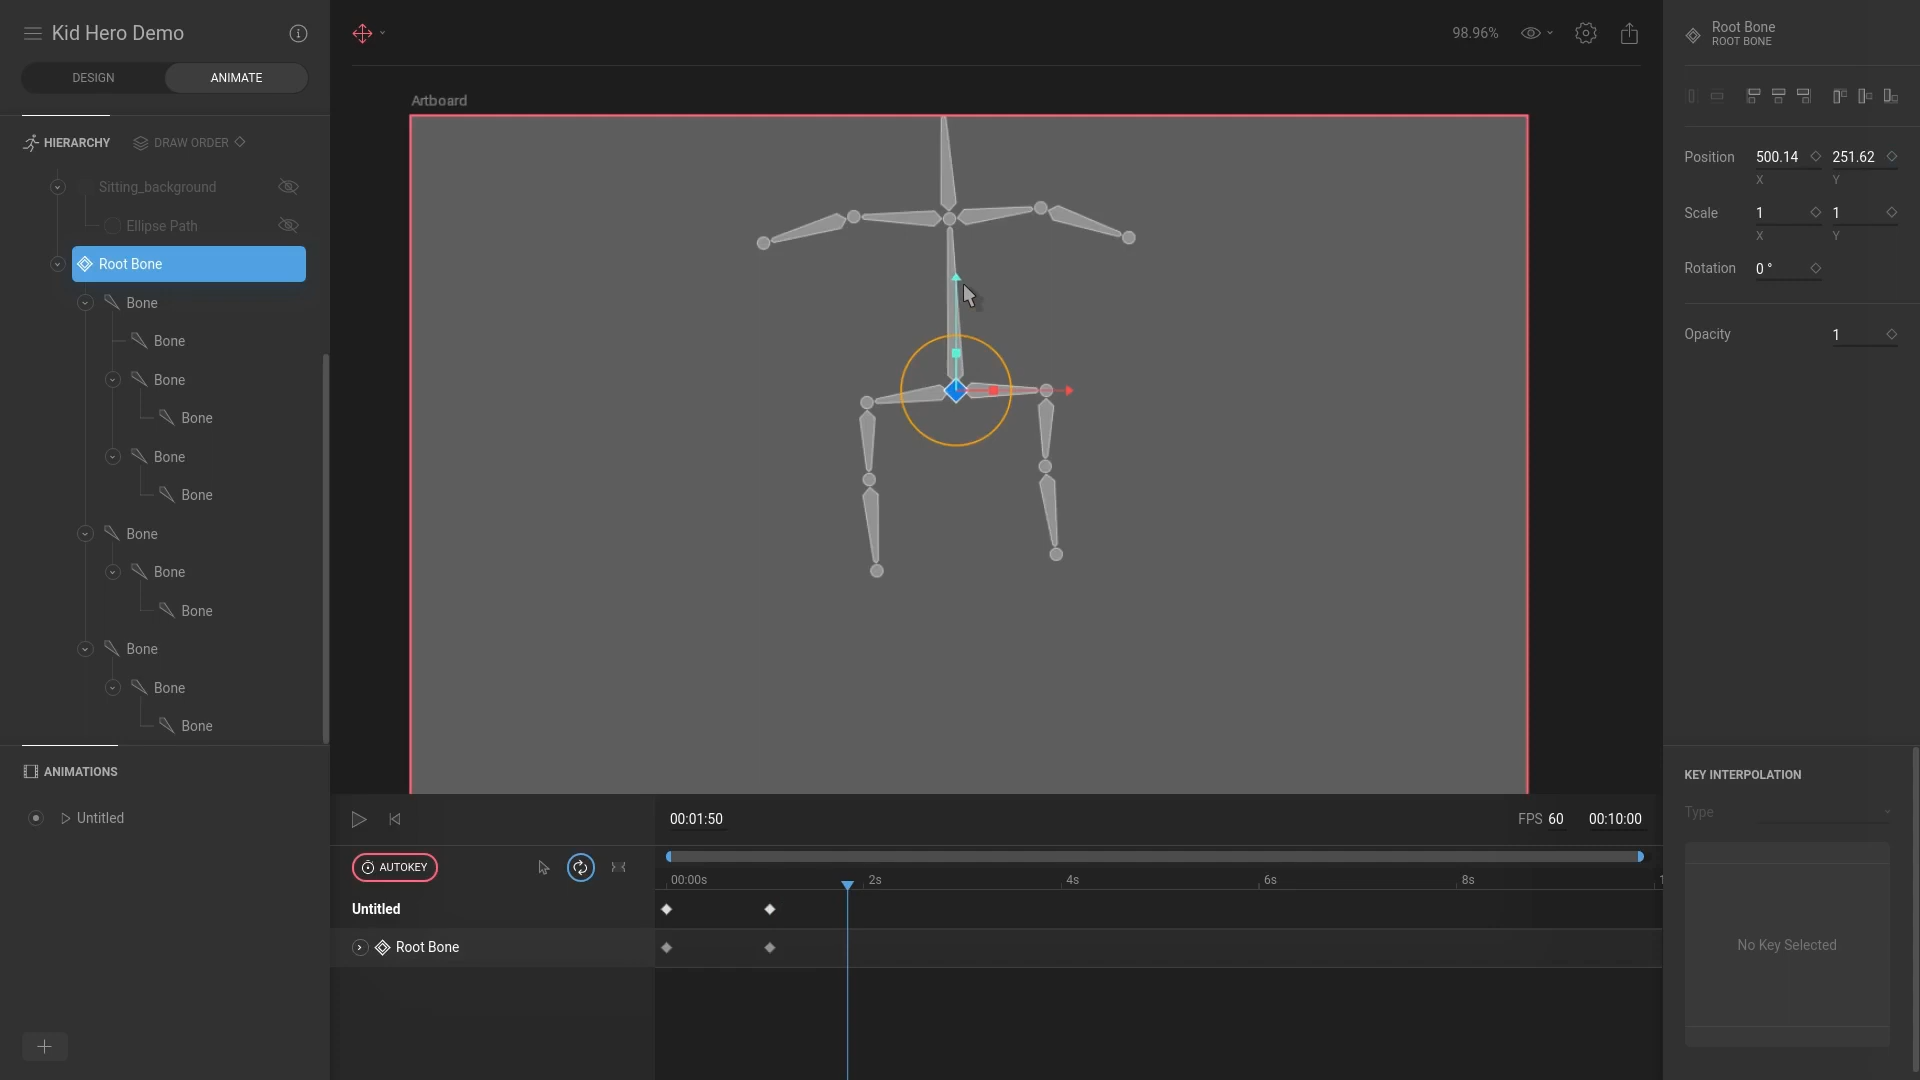 Kid Hero Demo
DESIGN
ANIMATE
HIERARCHY
DRAW ORDER
Sitting_background
Ellipse Path
Root Bone
Bone
Bone
Bone
Bone
Bone
Bone
Bone
Bone
Bone
Bone
Bone
Bone
ANIMATIONS
Untitled
98.96%
Artboard
00:01:50
FPS 60
00:10:00
AUTOKEY
00:00s
2s
4s
6s
8s
1
Untitled
Root Bone
Root Bone
ROOT BONE
Position 500.14 251.62
X Y
Scale 1 1
X Y
Rotation 0 °
Opacity 1
KEY INTERPOLATION
Type
No Key Selected